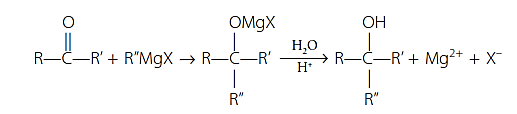 O OMgX OH
R—C—R′ + R″MgX → R—C—R′ H₂O → R—C—R′ + Mg²⁺ + X⁻
H⁺
R″ R″